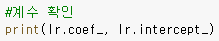 #계수 확인
print(lr.coef_, lr.intercept_)